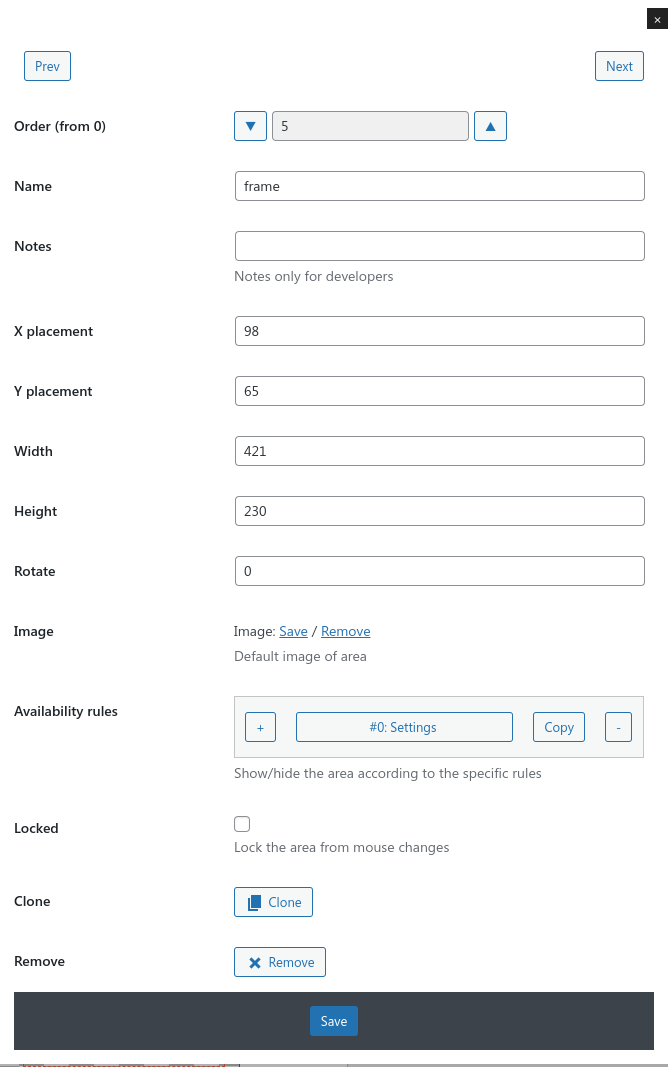 ×
Prev
Next
Order (from 0)
▼
5
▲
Name
frame
Notes
Notes only for developers
X placement
98
Y placement
65
Width
421
Height
230
Rotate
0
Image
Image: Save / Remove
Default image of area
Availability rules
+
#0: Settings
Copy
-
Show/hide the area according to the specific rules
Locked
Lock the area from mouse changes
Clone
Clone
Remove
Remove
Save